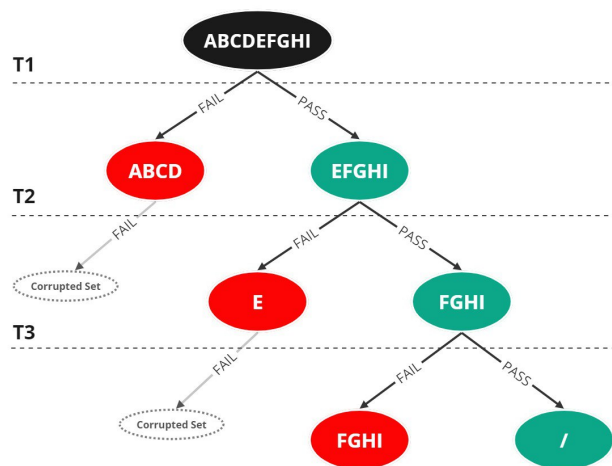 ABCDEFGHI
T1
FAIL
PASS
ABCD
EFGHI
T2
FAIL
FAIL
PASS
Corrupted Set
E
FGHI
T3
FAIL
FAIL
PASS
Corrupted Set
FGHI
/